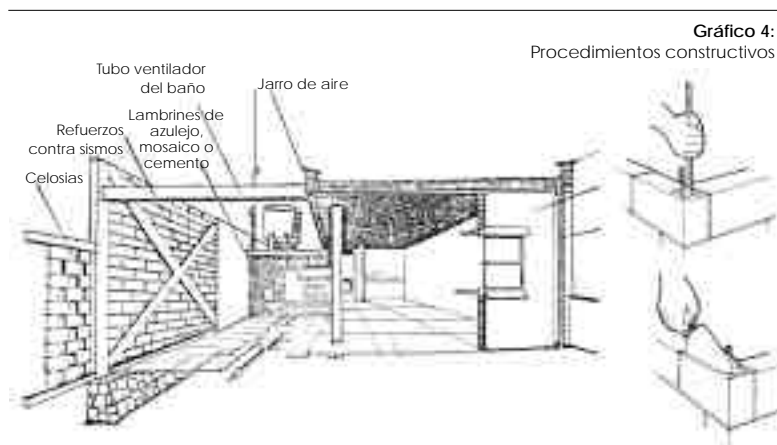 Gráfico 4:
Procedimientos constructivos
Tubo ventilador
del baño
Jarro de aire
Lambrines de
azulejo,
mosaico o
cemento
Refuerzos
contra sismos
Celosias